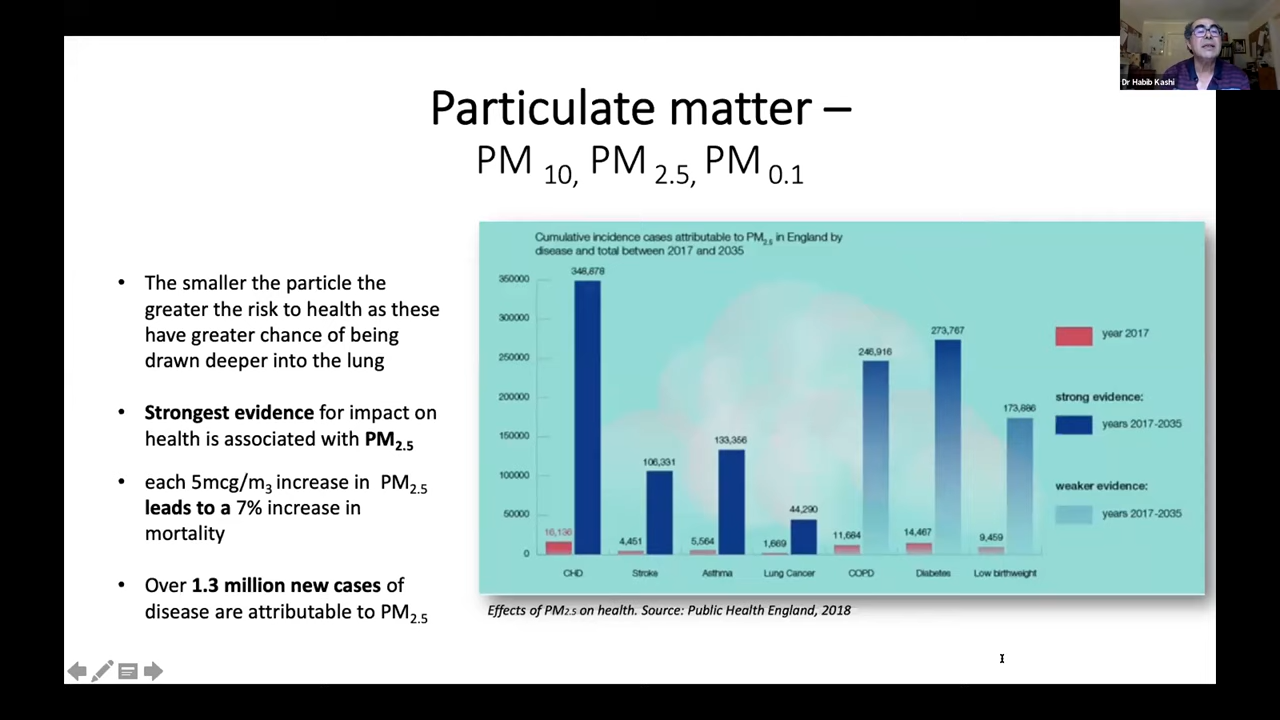 Dr Habib Kashi
Particulate matter –
PM 10, PM 2.5, PM 0.1
• The smaller the particle the
greater the risk to health as these
have greater chance of being
drawn deeper into the lung
• Strongest evidence for impact on
health is associated with PM2.5
• each 5mcg/m3 increase in PM2.5
leads to a 7% increase in
mortality
• Over 1.3 million new cases of
disease are attributable to PM2.5
Cumulative incidence cases attributable to PM2.5 in England by
disease and total between 2017 and 2035
350000
300000
250000
200000
150000
100000
50000
0
16,136
348,878
4,451
106,331
5,564
133,356
1,669
44,290
11,684
246,916
14,467
273,767
9,459
173,886
CHD
Stroke
Asthma
Lung Cancer
COPD
Diabetes
Low birthweight
year 2017
strong evidence:
years 2017-2035
weaker evidence:
years 2017-2035
Effects of PM2.5 on health. Source: Public Health England, 2018